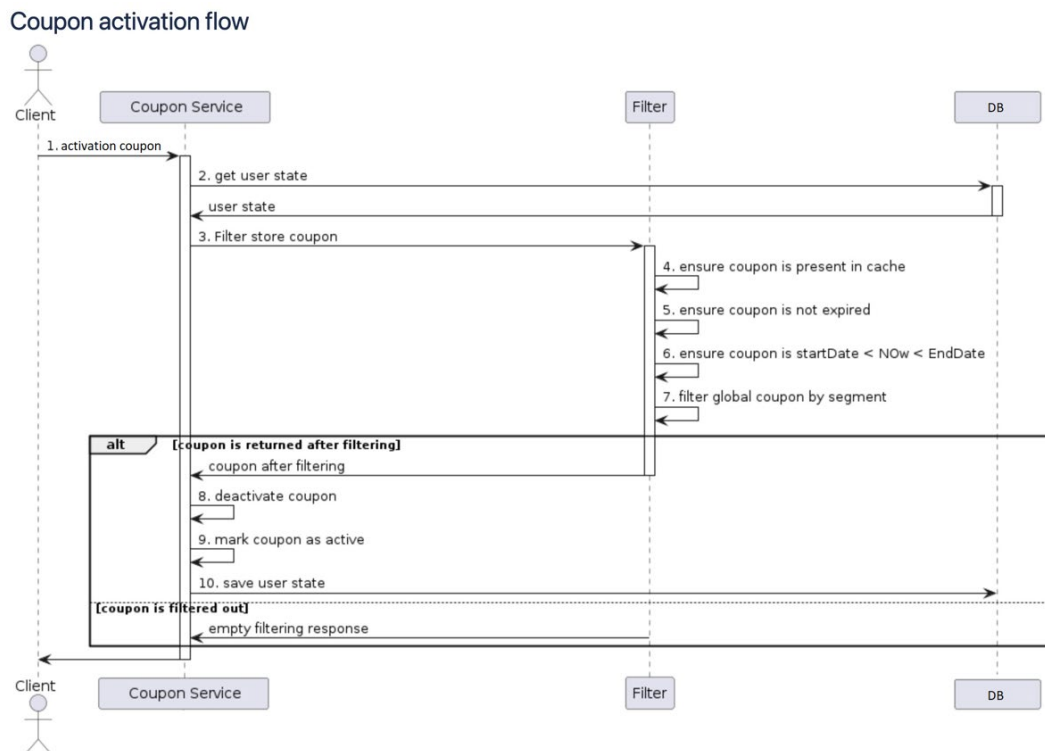 Coupon activation flow
Client
Coupon Service
Filter
DB
1. activation coupon
2. get user state
user state
3. Filter store coupon
4. ensure coupon is present in cache
5. ensure coupon is not expired
6. ensure coupon is startDate < NOw < EndDate
7. filter global coupon by segment
alt
[coupon is returned after filtering]
coupon after filtering
8. deactivate coupon
9. mark coupon as active
10. save user state
[coupon is filtered out]
empty filtering response
Client
Coupon Service
Filter
DB